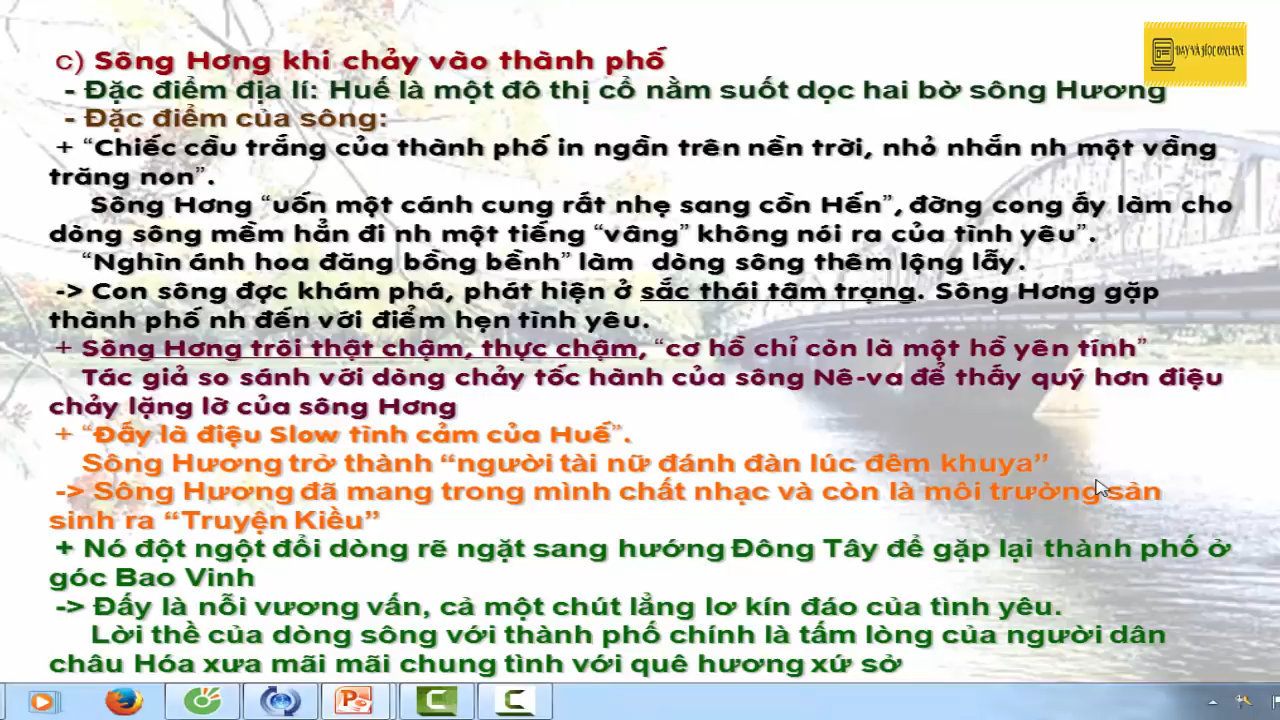 c) Sông Hơng khi chảy vào thành phố
DAY VÀ HỌC ONLINE
- Đặc điểm địa lí: Huế là một đô thị cổ nằm suốt dọc hai bờ sông Hương
- Đặc điểm của sông:
+ “Chiếc cầu trắng của thành phố in ngần trên nền trời, nhỏ nhắn nh một vầng
trăng non”.
Sông Hơng “uốn một cánh cung rất nhẹ sang cồn Hến”, đờng cong ấy làm cho
dòng sông mềm hẳn đi nh một tiếng “vâng” không nói ra của tình yêu”.
“Nghìn ánh hoa đăng bồng bềnh” làm dòng sông thêm lộng lẫy.
-> Con sông đợc khám phá, phát hiện ở sắc thái tâm trạng. Sông Hơng gặp
thành phố nh đến với điểm hẹn tình yêu.
+ Sông Hơng trôi thật chậm, thực chậm, “cơ hồ chỉ còn là một hồ yên tính”
Tác giả so sánh với dòng chảy tốc hành của sông Nê-va để thấy quý hơn điệu
chảy lặng lờ của sông Hơng
+ “Đấy là điệu Slow tình cảm của Huế”.
Sông Hương trở thành “người tài nữ đánh đàn lúc đêm khuya”
-> Sông Hương đã mang trong mình chất nhạc và còn là môi trường sản
sinh ra “Truyện Kiều”
+ Nó đột ngột đổi dòng rẽ ngặt sang hướng Đông Tây để gặp lại thành phố ở
góc Bao Vinh
-> Đấy là nỗi vương vấn, cả một chút lẳng lơ kín đáo của tình yêu.
Lời thề của dòng sông với thành phố chính là tấm lòng của người dân
châu Hóa xưa mãi mãi chung tình với quê hương xứ sở